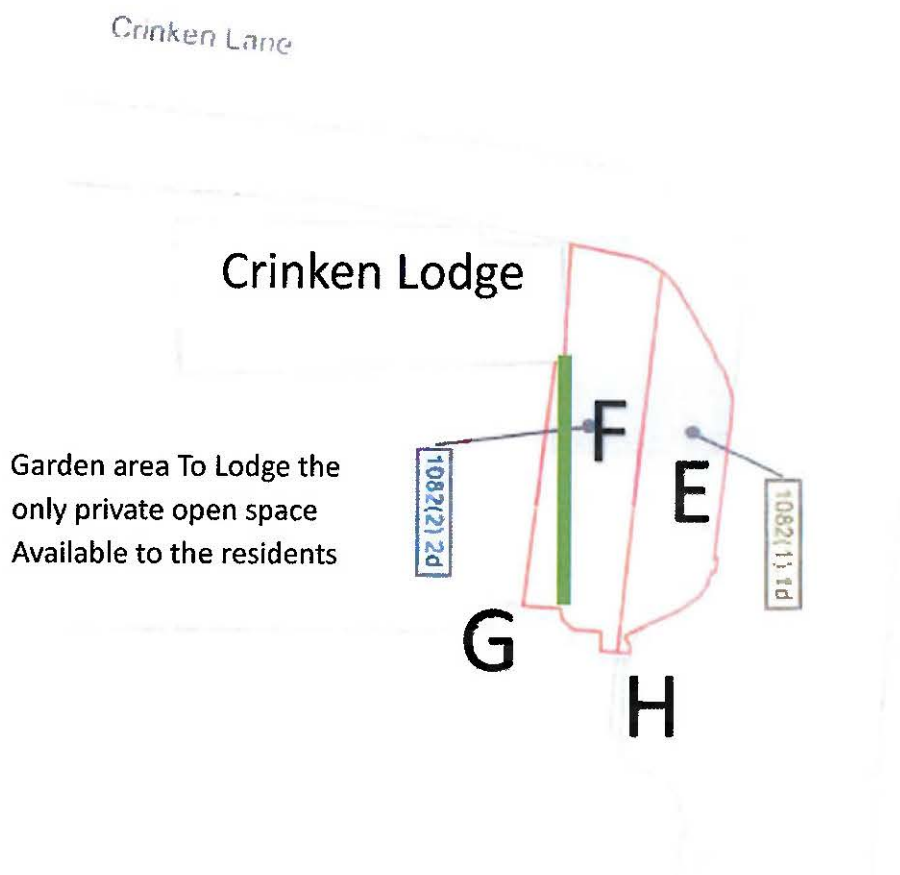 Crinken Lane
Crinken Lodge
F
E
Garden area To Lodge the
only private open space
Available to the residents
1082(2) 2d
1082(1) 1d
G
H